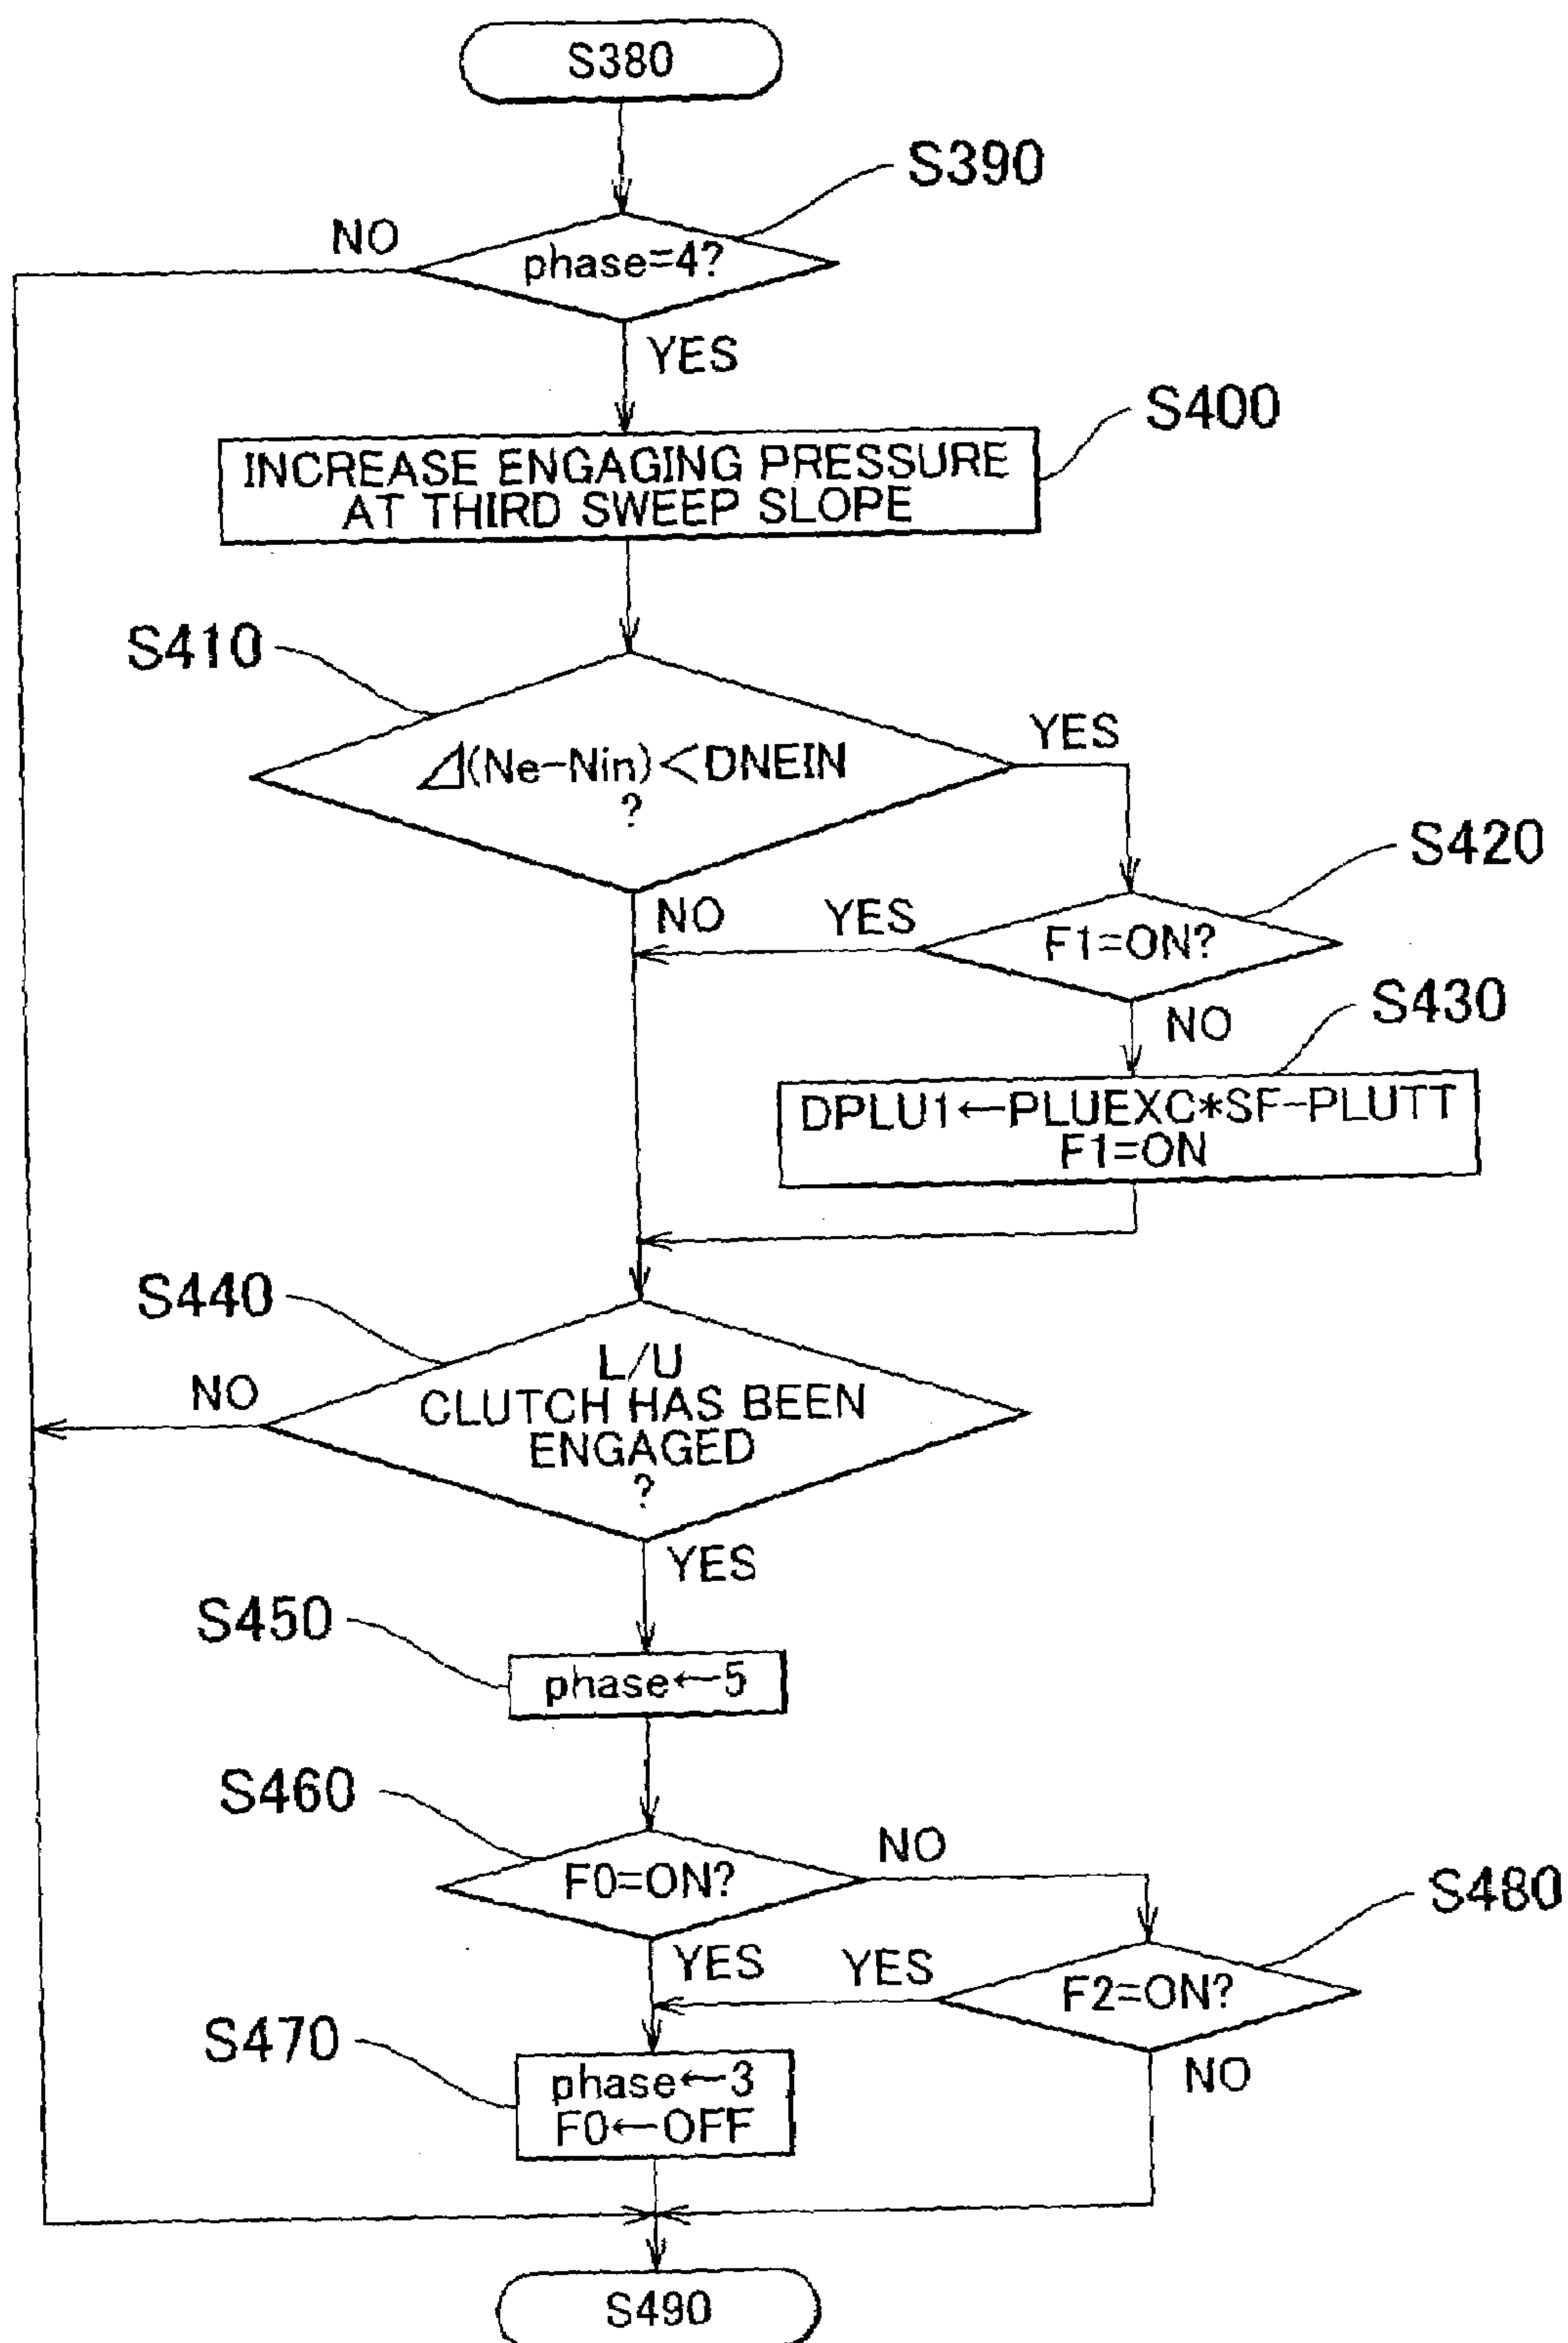 S380
S390
NO
phase=4?
YES
S400
INCREASE ENGAGING PRESSURE
AT THIRD SWEEP SLOPE
S410
YES
⊿(Ne-Nin)<DNEIN
?
S420
NO
YES
F1=ON?
S430
NO
DPLU1←PLUEXC*SF-PLUTT
F1=ON
S440
L/U
NO
CLUTCH HAS BEEN
ENGAGED
?
YES
S450
phase←5
S460
NO
F0=ON?
S480
YES
YES
F2=ON?
S470
NO
phase←3
F0←OFF
S490